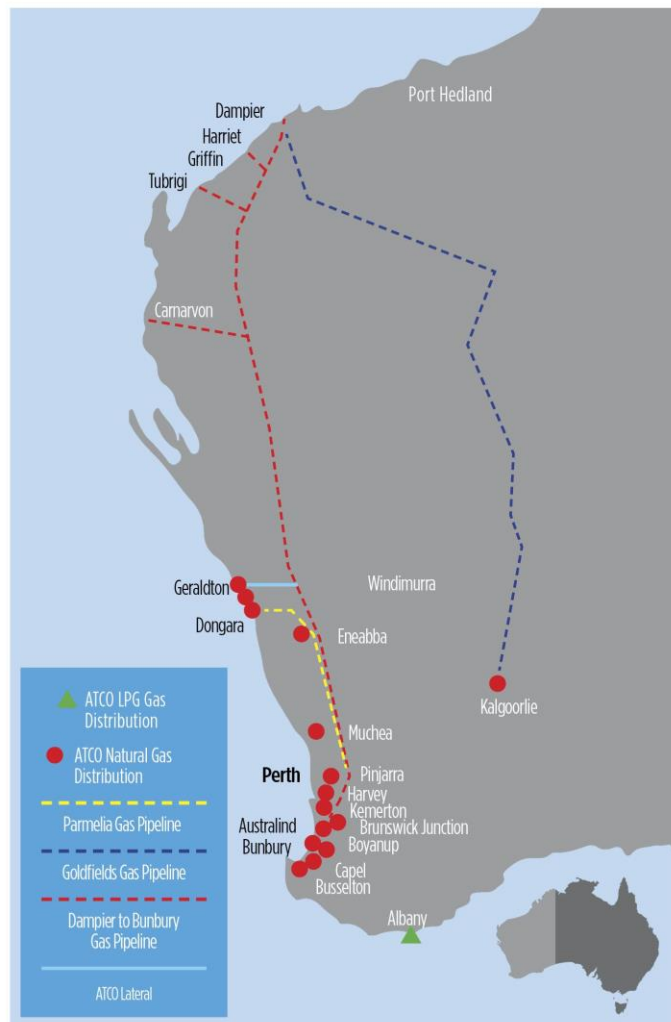 Port Hedland
Dampier
Harriet
Griffin
Tubrigi
Carnarvon
Geraldton
Windimurra
Dongara
Eneabba
Kalgoorlie
Muchea
Perth
Pinjarra
Harvey
Kemerton
Australind
Brunswick Junction
Bunbury
Boyanup
Capel
Busselton
Albany
ATCO LPG Gas
Distribution
ATCO Natural Gas
Distribution
Parmelia Gas Pipeline
Goldfields Gas Pipeline
Dampier to Bunbury
Gas Pipeline
ATCO Lateral